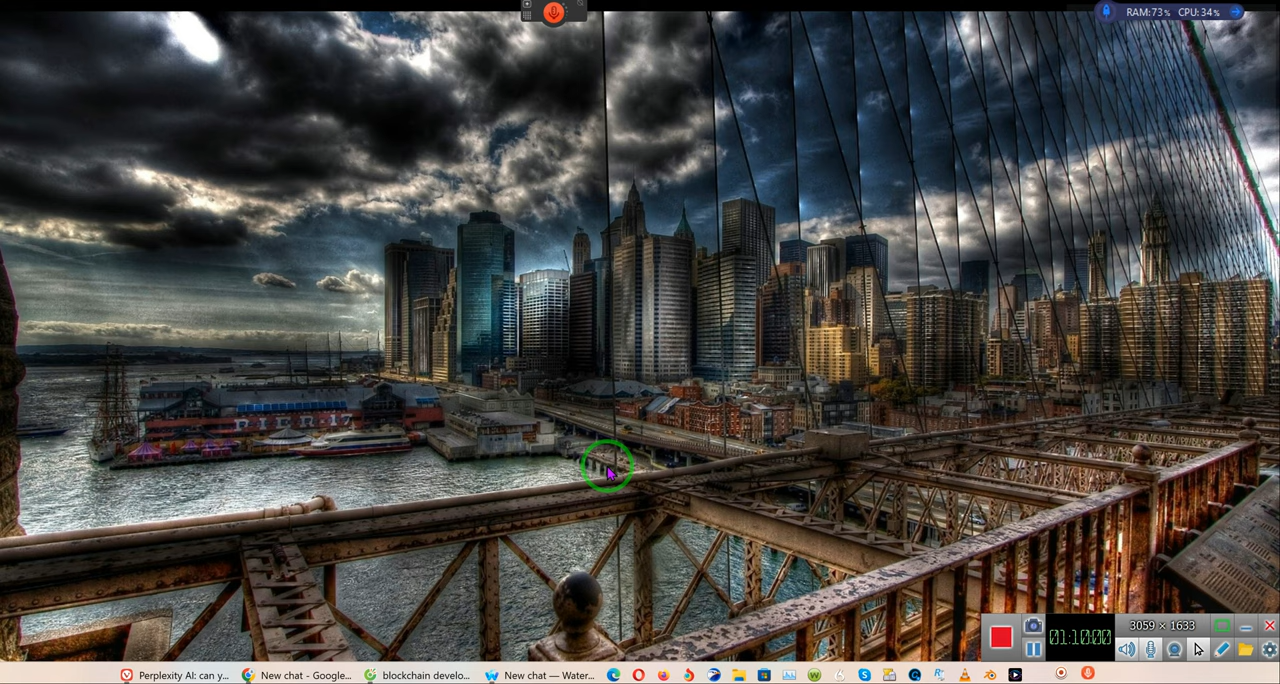 RAM:73% CPU:34%
PIER 17
3059 × 1633
01:10:00
Perplexity AI: can y...
New chat - Google...
blockchain develo...
New chat — Water...